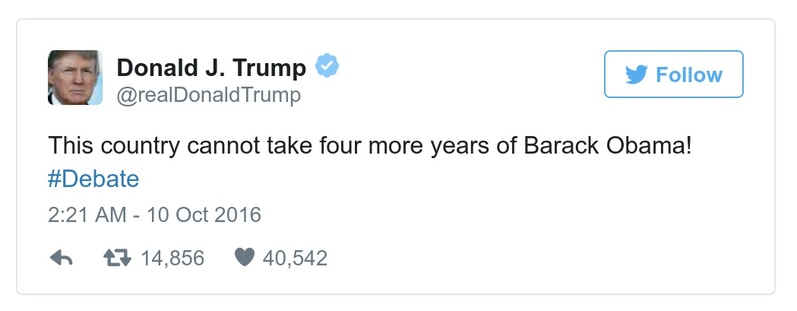 Donald J. Trump
@realDonaldTrump
Follow
This country cannot take four more years of Barack Obama!
#Debate
2:21 AM - 10 Oct 2016
14,856 40,542